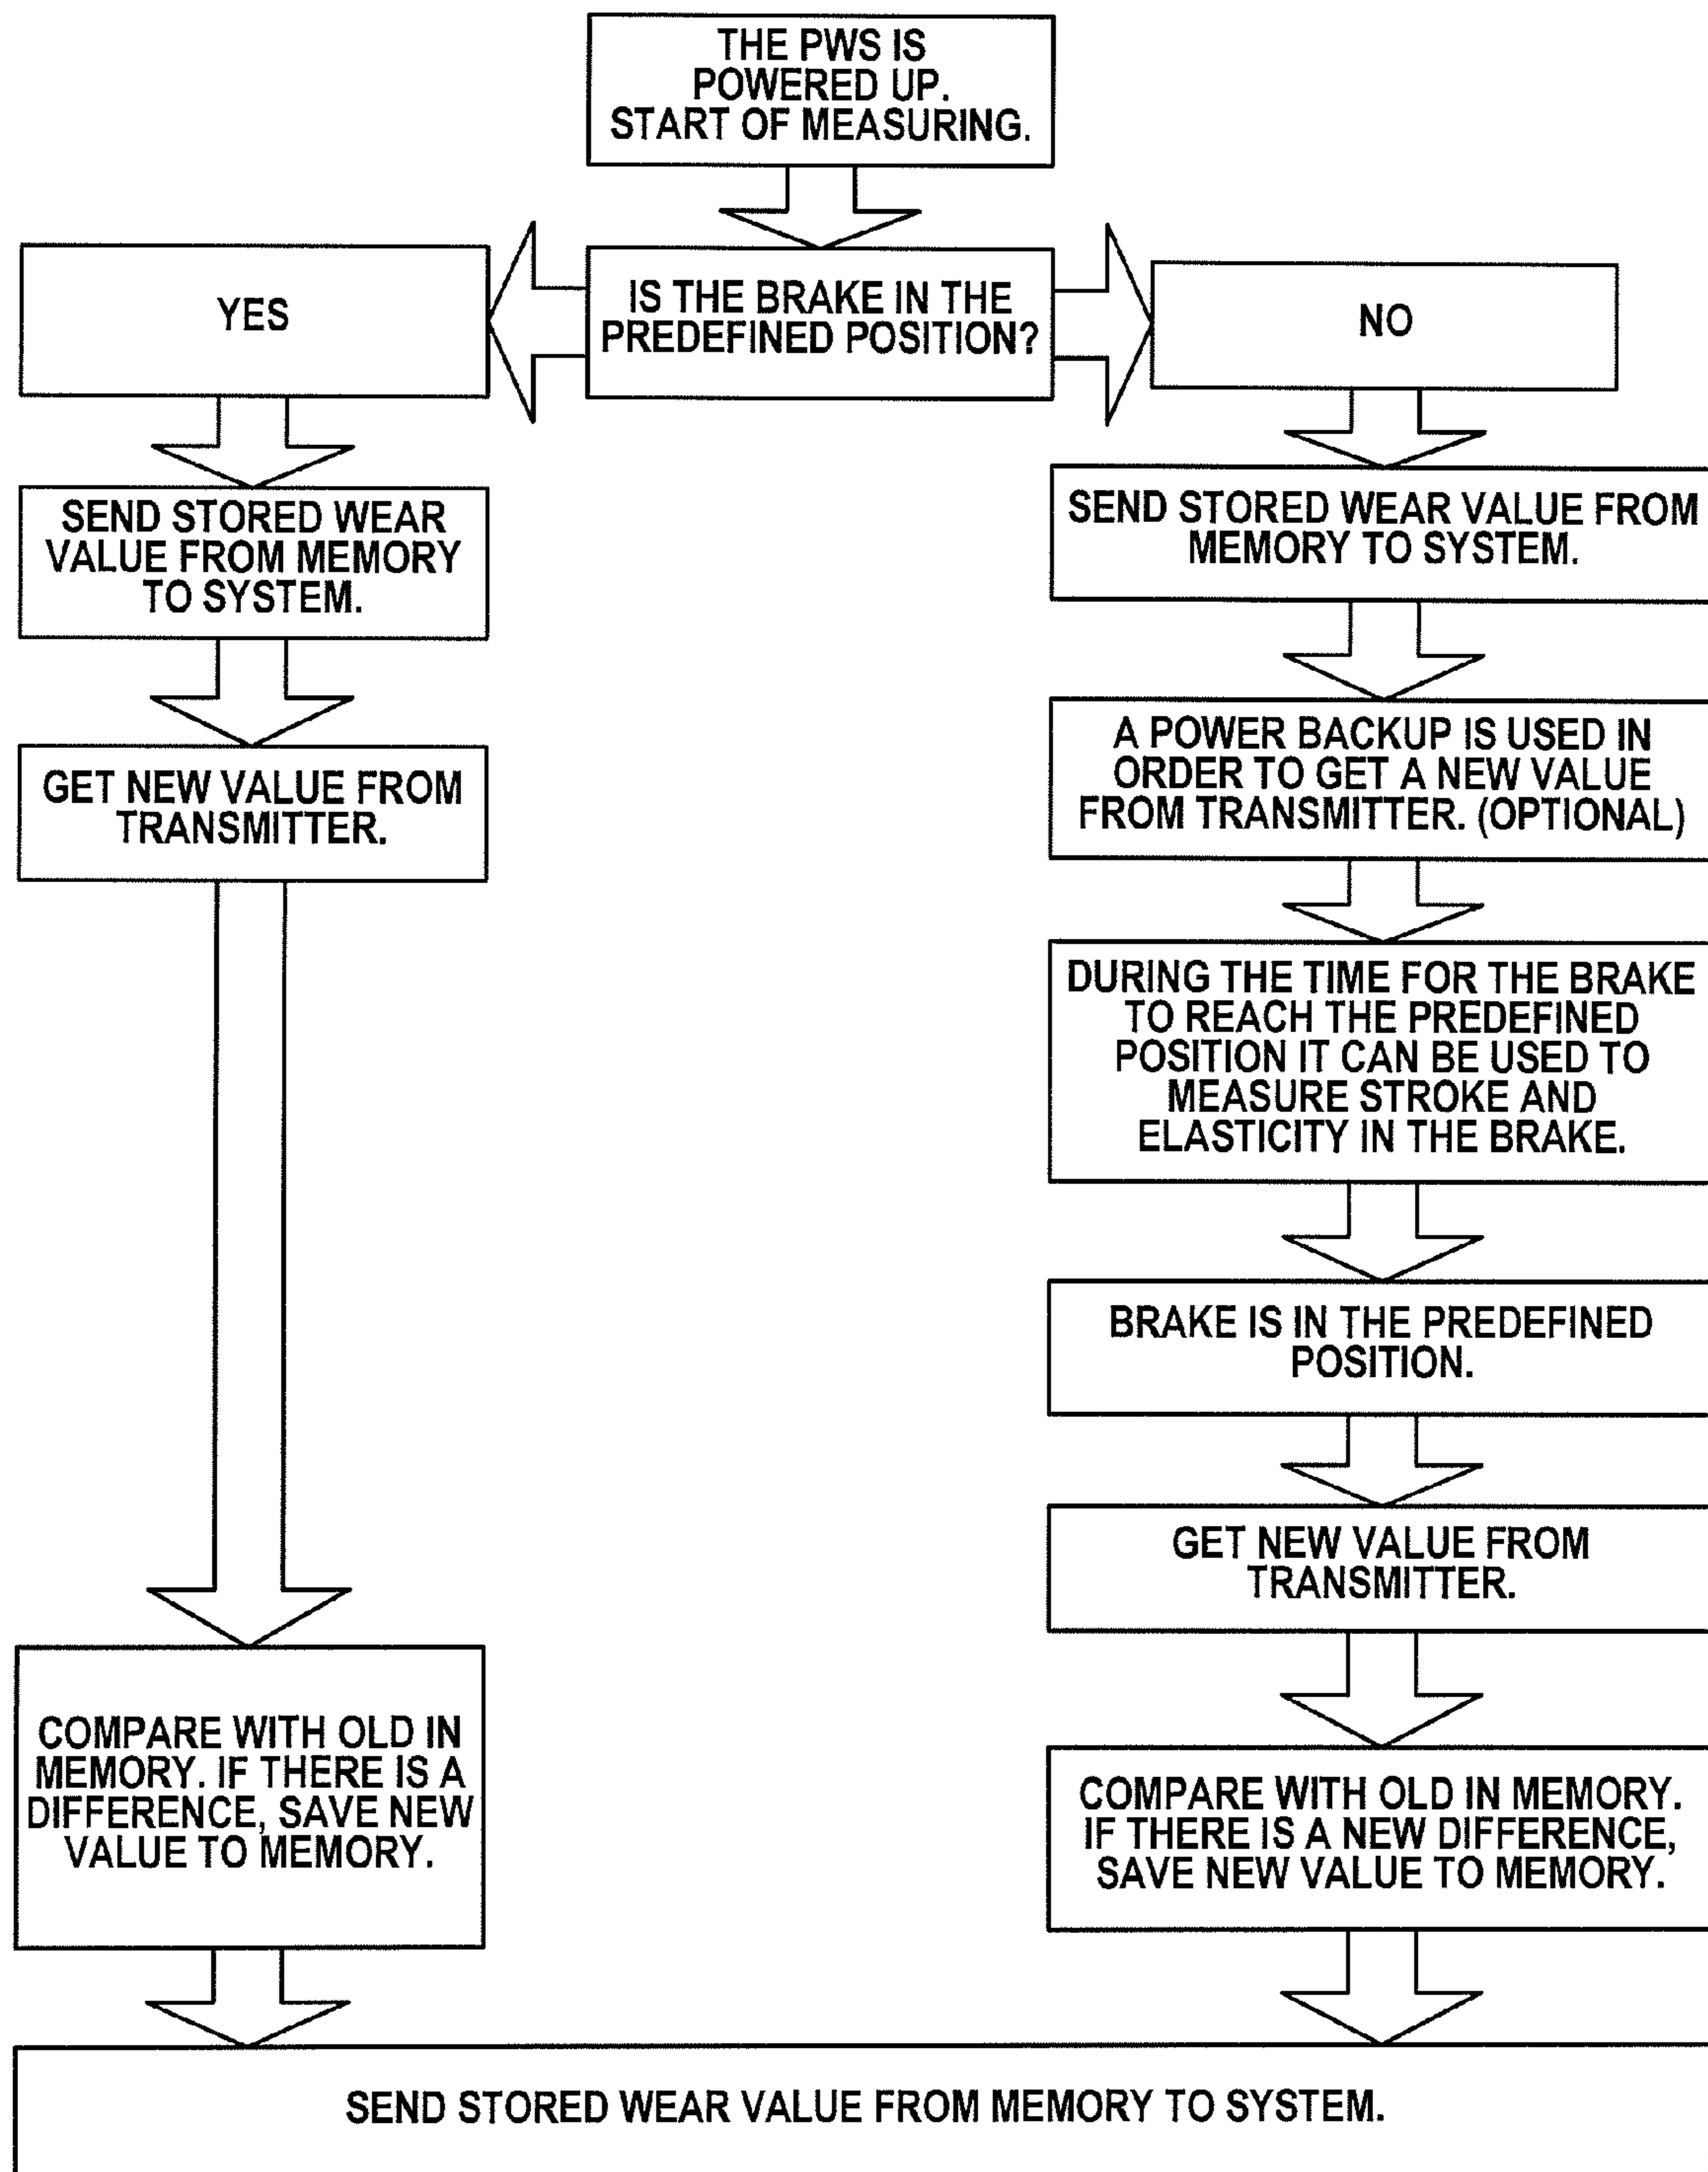 THE PWS IS
POWERED UP.
START OF MEASURING.
YES
IS THE BRAKE IN THE
PREDEFINED POSITION?
NO
SEND STORED WEAR
VALUE FROM MEMORY
TO SYSTEM.
GET NEW VALUE FROM
TRANSMITTER.
COMPARE WITH OLD IN
MEMORY. IF THERE IS A
DIFFERENCE, SAVE NEW
VALUE TO MEMORY.
SEND STORED WEAR VALUE FROM
MEMORY TO SYSTEM.
A POWER BACKUP IS USED IN
ORDER TO GET A NEW VALUE
FROM TRANSMITTER. (OPTIONAL)
DURING THE TIME FOR THE BRAKE
TO REACH THE PREDEFINED
POSITION IT CAN BE USED TO
MEASURE STROKE AND
ELASTICITY IN THE BRAKE.
BRAKE IS IN THE PREDEFINED
POSITION.
GET NEW VALUE FROM
TRANSMITTER.
COMPARE WITH OLD IN MEMORY.
IF THERE IS A NEW DIFFERENCE,
SAVE NEW VALUE TO MEMORY.
SEND STORED WEAR VALUE FROM MEMORY TO SYSTEM.